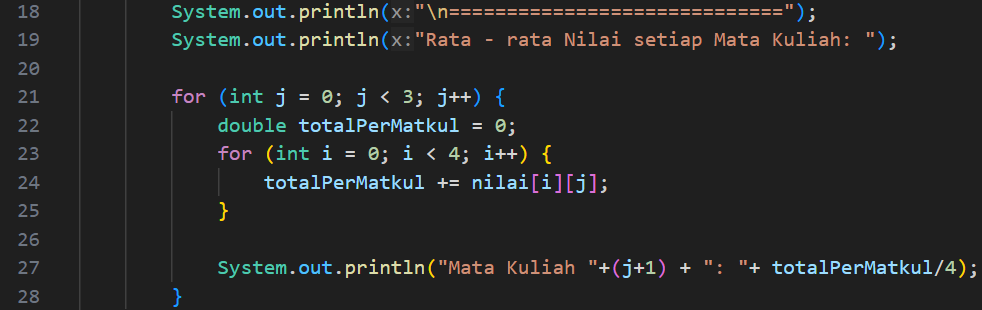 18 System.out.println(x:"\n=============================");
19 System.out.println(x:"Rata - rata Nilai setiap Mata Kuliah: ");
20
21 for (int j = 0; j < 3; j++) {
22 double totalPerMatkul = 0;
23 for (int i = 0; i < 4; i++) {
24 totalPerMatkul += nilai[i][j];
25 }
26
27 System.out.println("Mata Kuliah "+(j+1) + ": "+ totalPerMatkul/4);
28 }